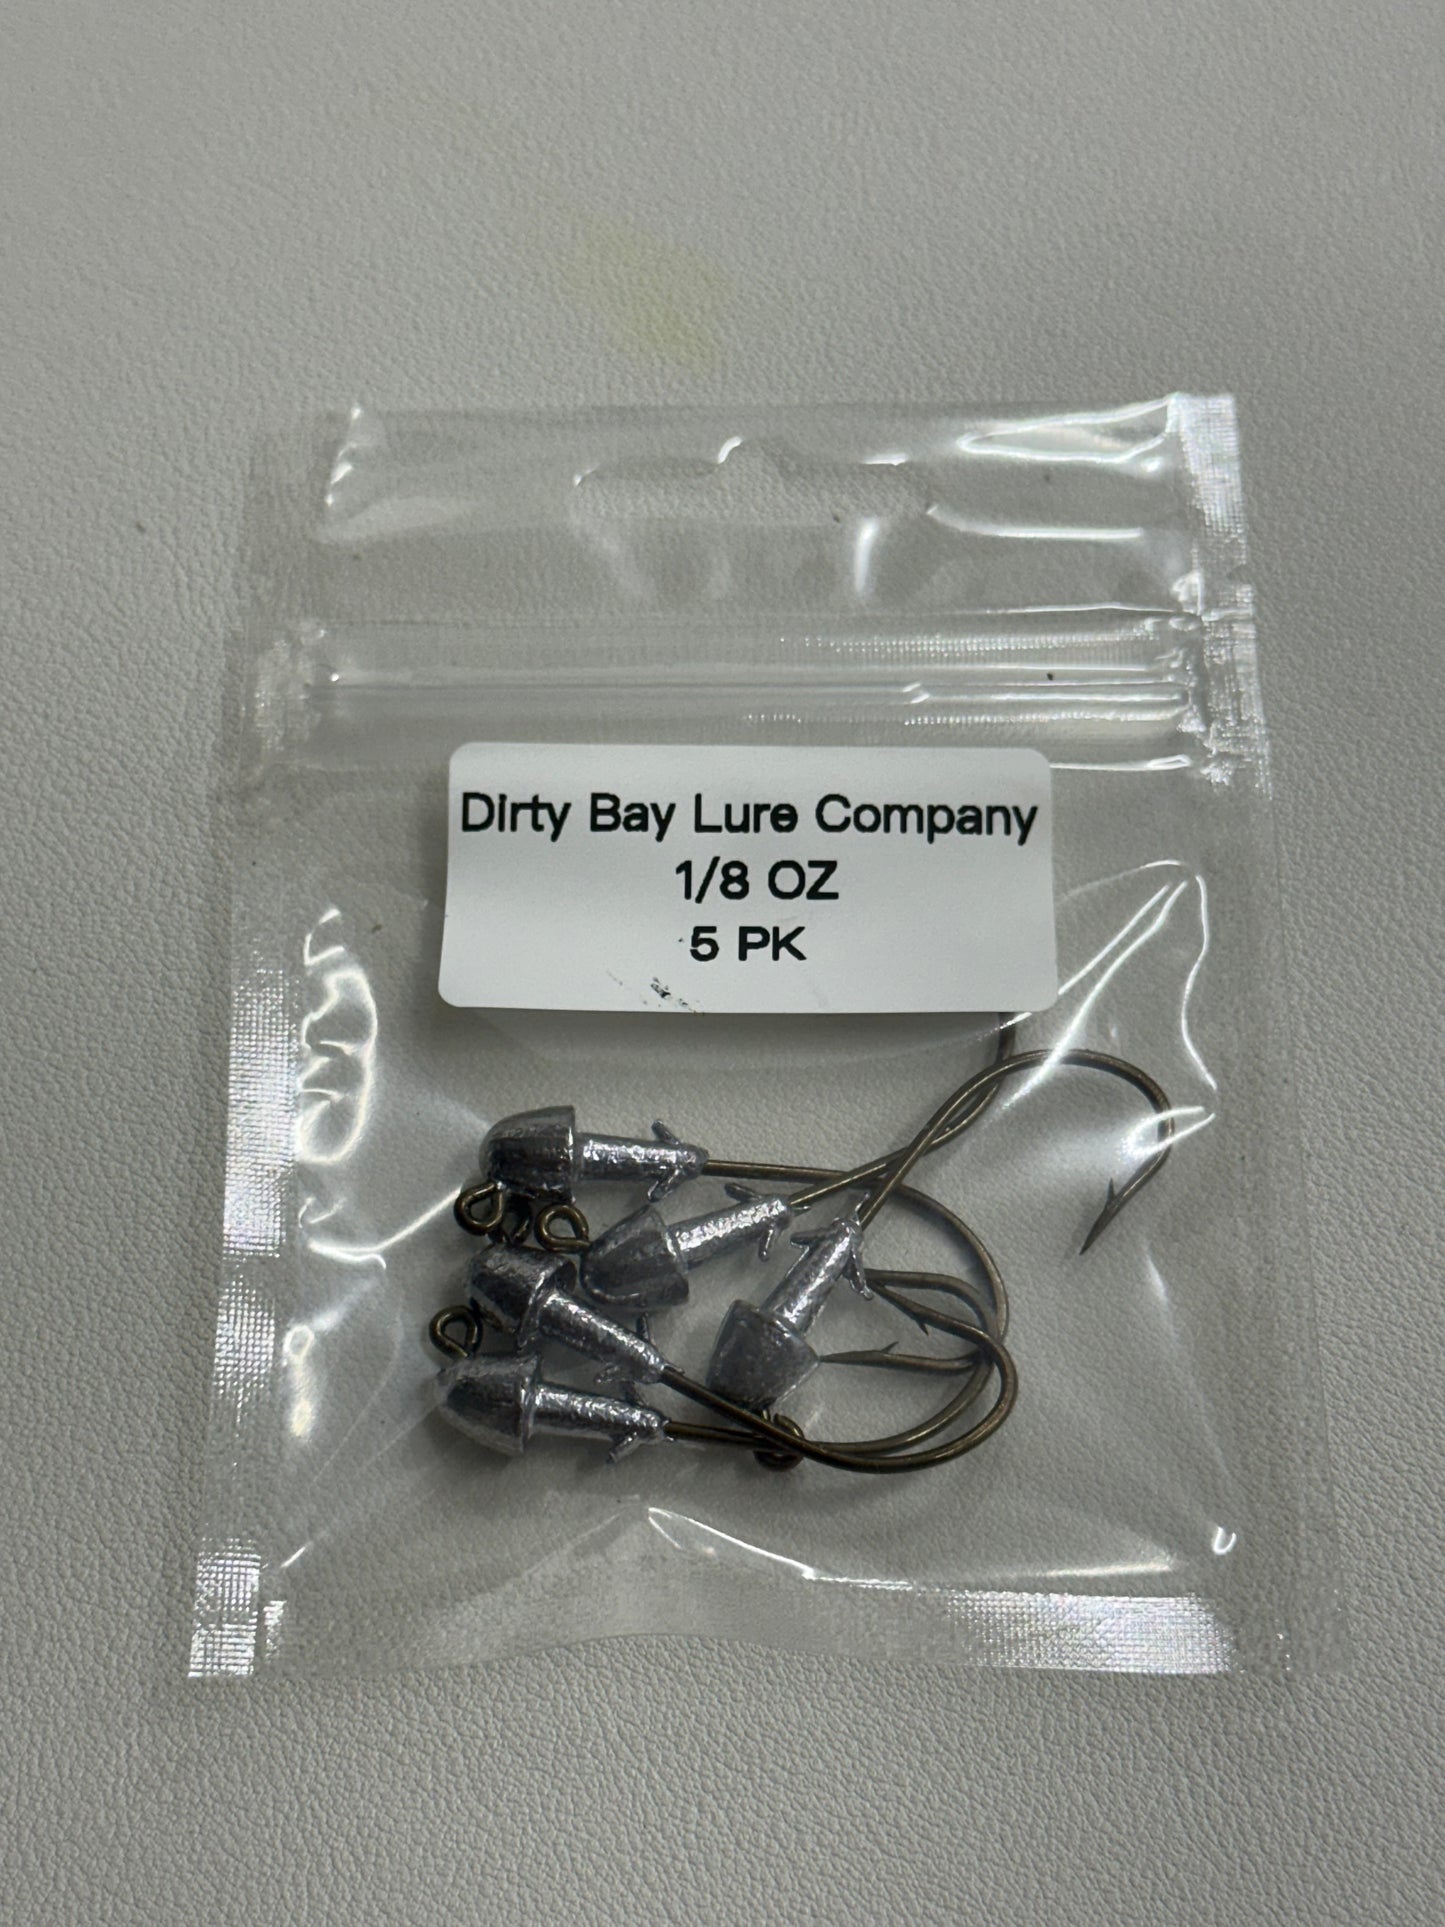 Dirty Bay Lure Company
1/8 OZ
5 PK